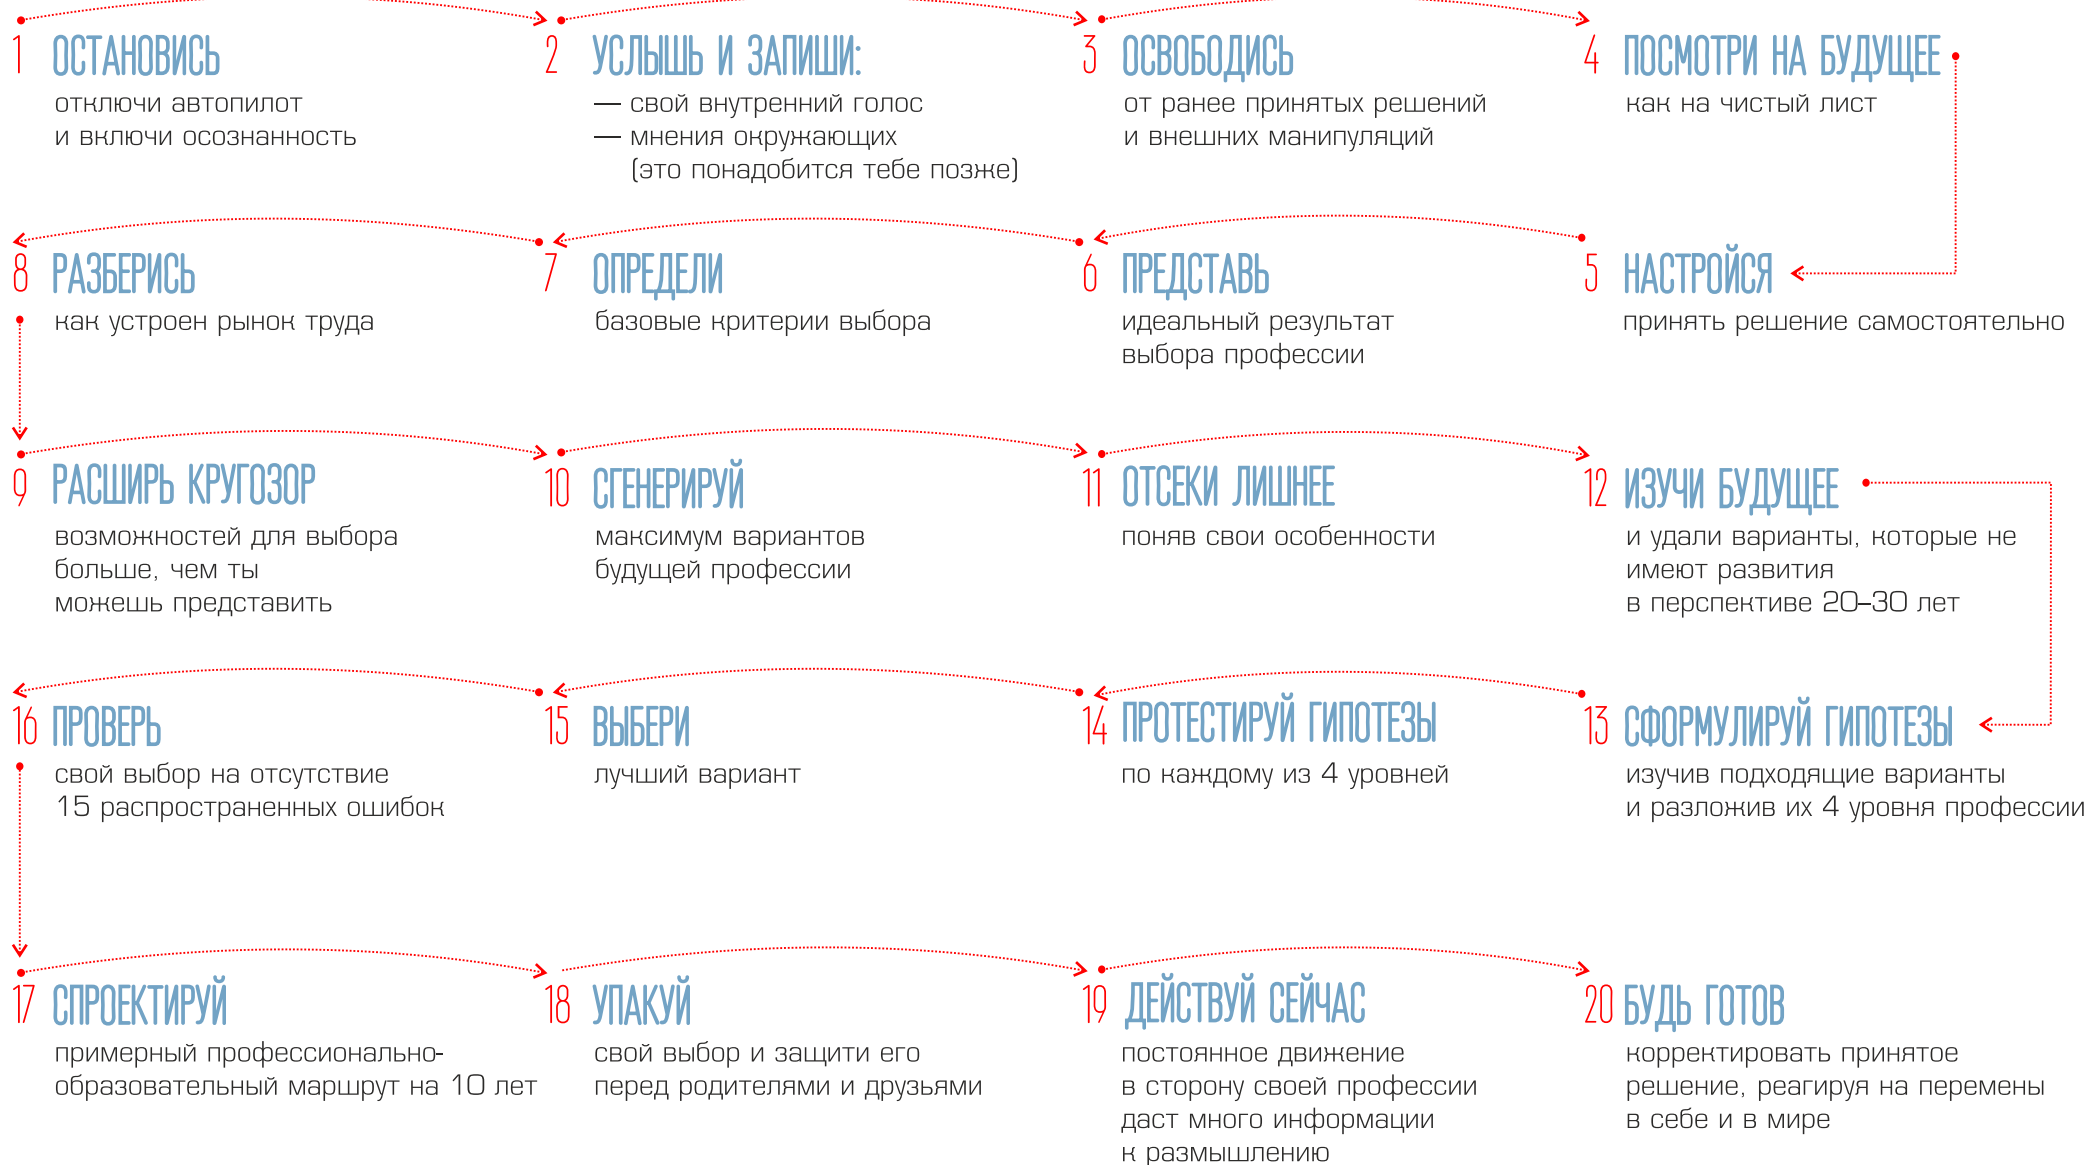 1 ОСТАНОВИСЬ
отключи автопилот
и включи осознанность
2 УСЛЫШЬ И ЗАПИШИ:
— свой внутренний голос
— мнения окружающих
(это понадобится тебе позже)
3 ОСВОБОДИСЬ
от ранее принятых решений
и внешних манипуляций
4 ПОСМОТРИ НА БУДУЩЕЕ
как на чистый лист
5 НАСТРОЙСЯ
принять решение самостоятельно
6 ПРЕДСТАВЬ
идеальный результат
выбора профессии
7 ОПРЕДЕЛИ
базовые критерии выбора
8 РАЗБЕРИСЬ
как устроен рынок труда
9 РАСШИРЬ КРУГОЗОР
возможностей для выбора
больше, чем ты
можешь представить
10 СГЕНЕРИРУЙ
максимум вариантов
будущей профессии
11 ОТСЕКИ ЛИШНЕЕ
поняв свои особенности
12 ИЗУЧИ БУДУЩЕЕ
и удали варианты, которые не
имеют развития
в перспективе 20–30 лет
13 СФОРМУЛИРУЙ ГИПОТЕЗЫ
изучив подходящие варианты
и разложив их 4 уровня профессии
14 ПРОТЕСТИРУЙ ГИПОТЕЗЫ
по каждому из 4 уровней
15 ВЫБЕРИ
лучший вариант
16 ПРОВЕРЬ
свой выбор на отсутствие
15 распространенных ошибок
17 СПРОЕКТИРУЙ
примерный профессионально-
образовательный маршрут на 10 лет
18 УПАКУЙ
свой выбор и защити его
перед родителями и друзьями
19 ДЕЙСТВУЙ СЕЙЧАС
постоянное движение
в сторону своей профессии
даст много информации
к размышлению
20 БУДЬ ГОТОВ
корректировать принятое
решение, реагируя на перемены
в себе и в мире